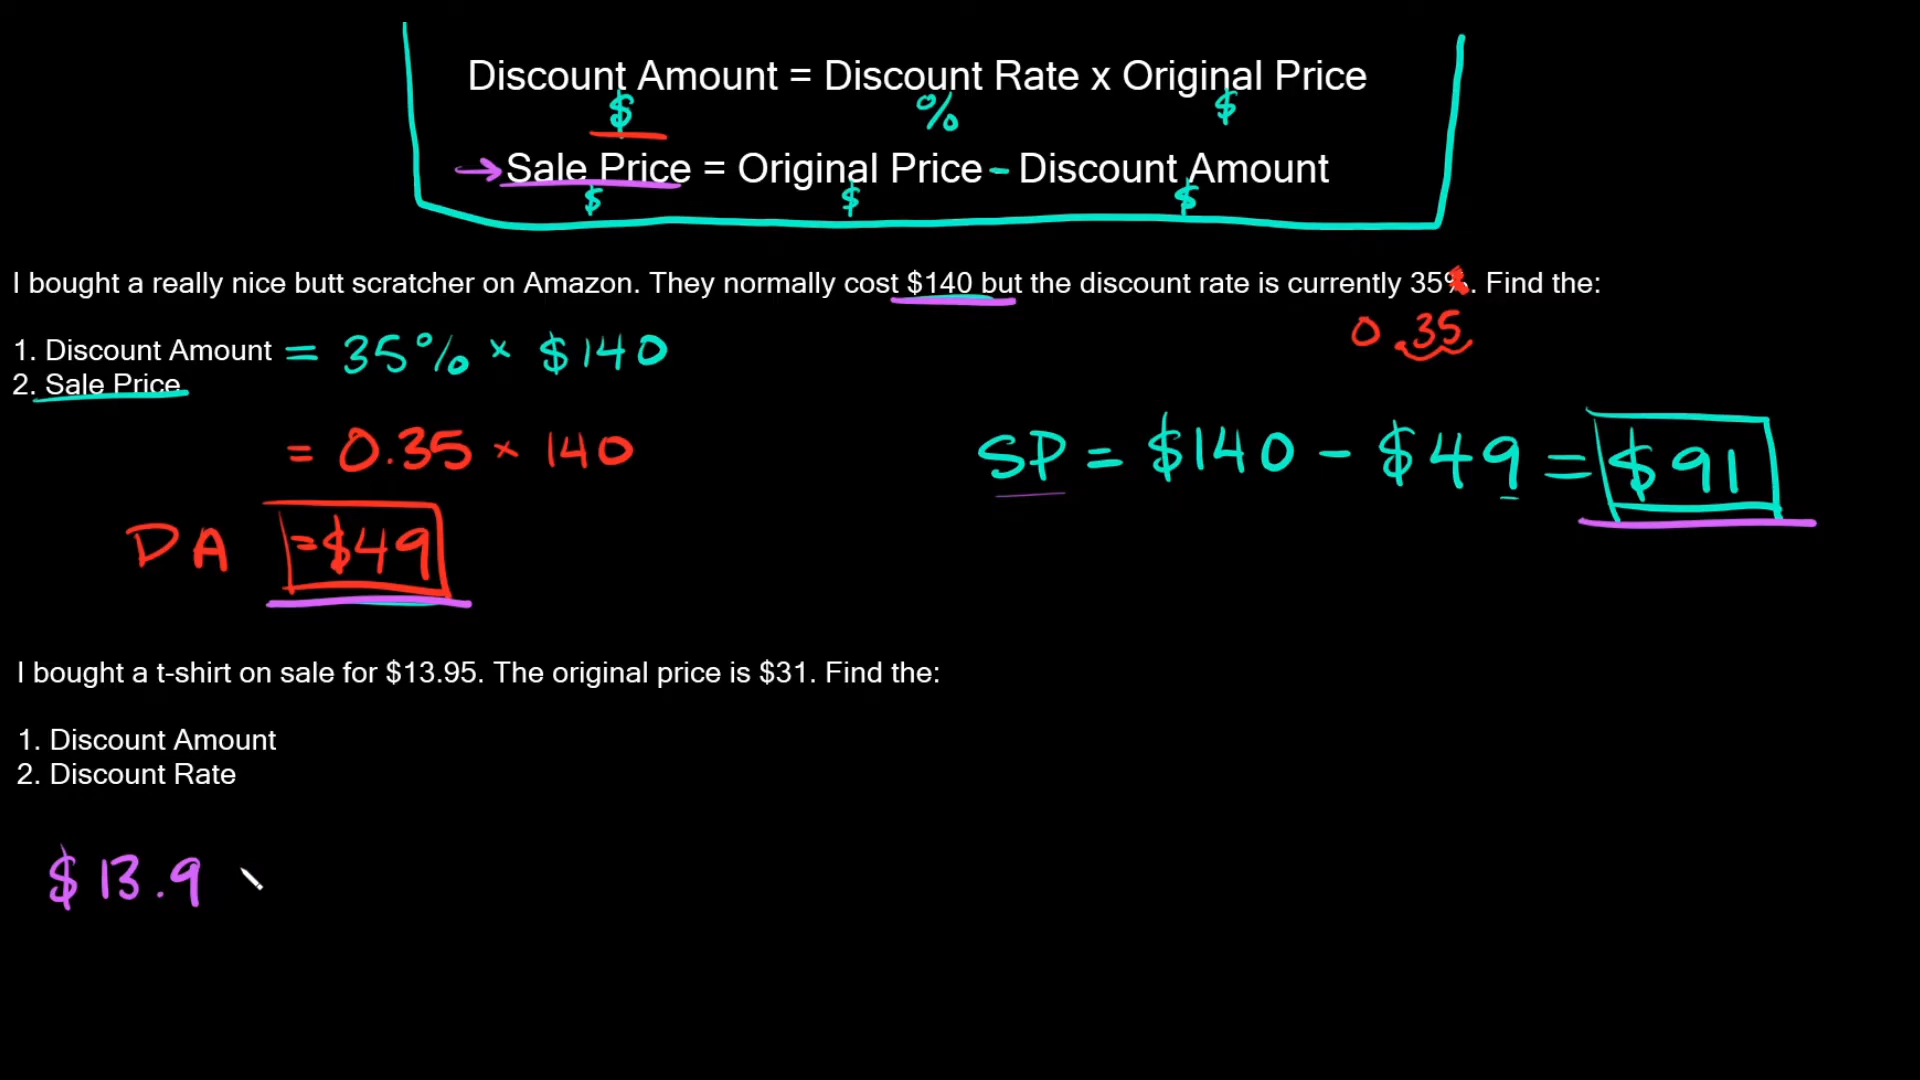 Discount Amount = Discount Rate x Original Price
$ % $
→ Sale Price = Original Price - Discount Amount
$ $ $
I bought a really nice butt scratcher on Amazon. They normally cost $140 but the discount rate is currently 35%. Find the:
0.35
1. Discount Amount = 35% × $140
2. Sale Price
= 0.35 × 140
SP = $140 - $49 = $91
DA = $49
I bought a t-shirt on sale for $13.95. The original price is $31. Find the:
1. Discount Amount
2. Discount Rate
$13.9